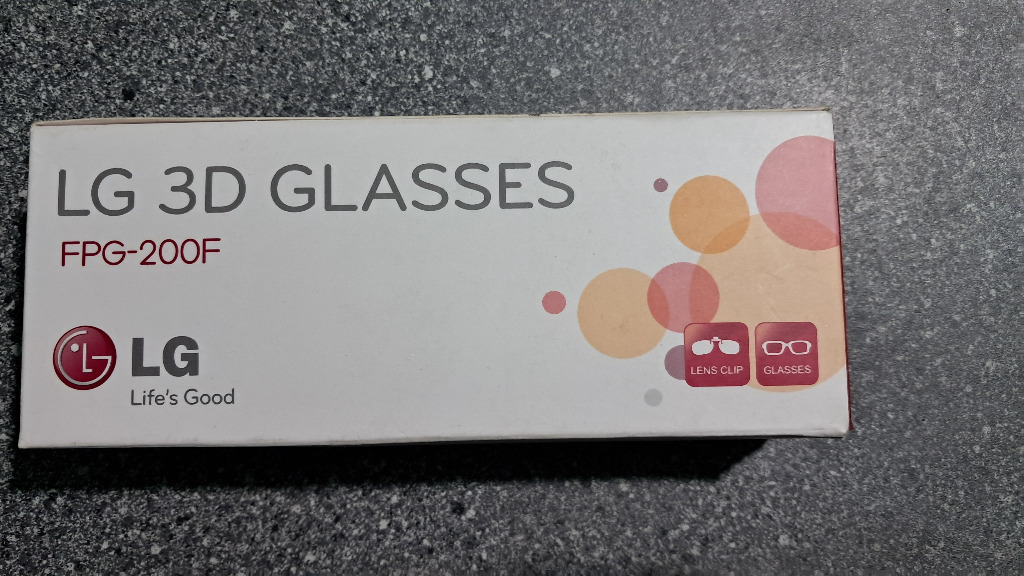 LG 3D GLASSES
FPG-200F
LG
Life's Good
LENS CLIP
GLASSES